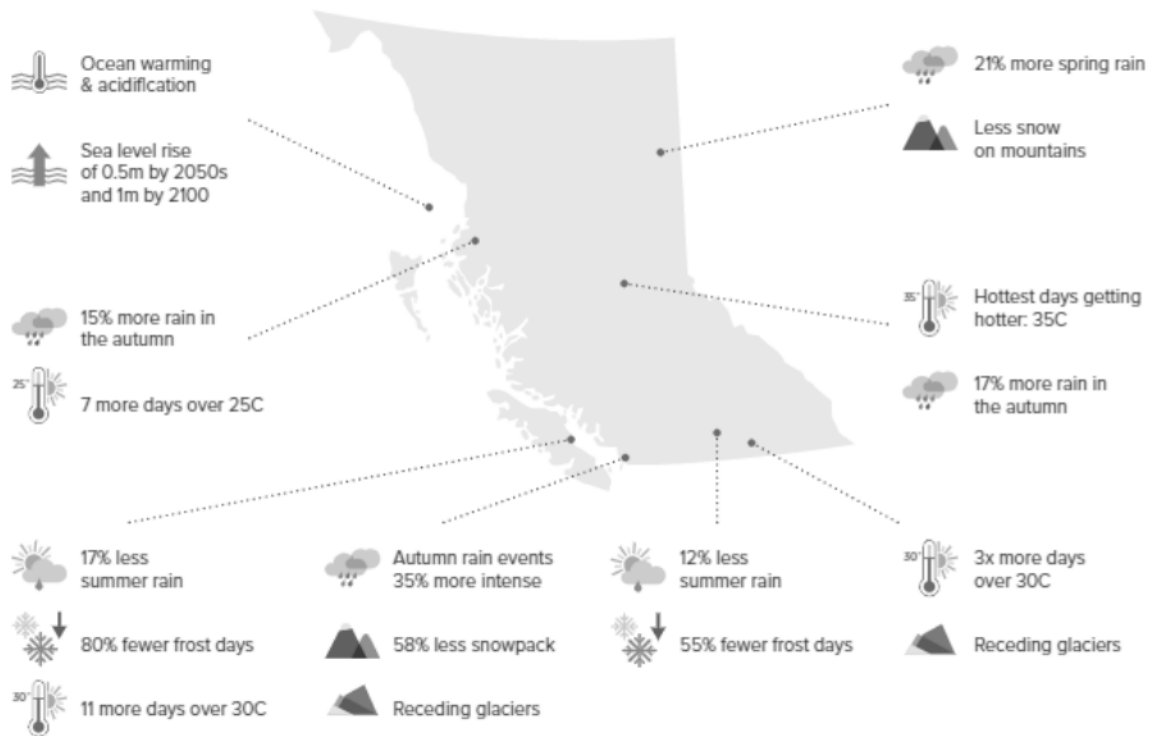 Ocean warming
& acidification
Sea level rise
of 0.5m by 2050s
and 1m by 2100
15% more rain in
the autumn
25°
7 more days over 25C
21% more spring rain
Less snow
on mountains
35°
Hottest days getting
hotter: 35C
17% more rain in
the autumn
17% less
summer rain
80% fewer frost days
30°
11 more days over 30C
Autumn rain events
35% more intense
58% less snowpack
Receding glaciers
12% less
summer rain
55% fewer frost days
30°
3x more days
over 30C
Receding glaciers